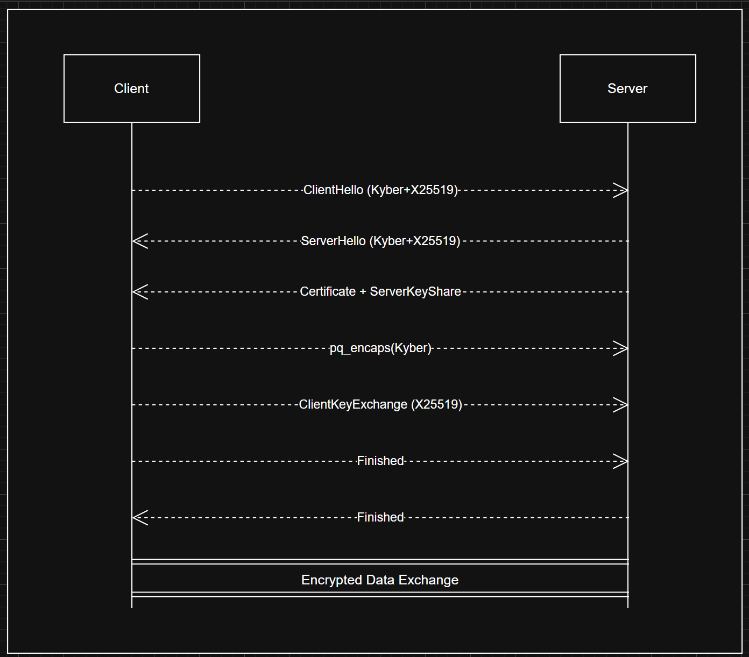 Client
Server
ClientHello (Kyber+X25519)
ServerHello (Kyber+X25519)
Certificate + ServerKeyShare
pq_encaps(Kyber)
ClientKeyExchange (X25519)
Finished
Finished
Encrypted Data Exchange